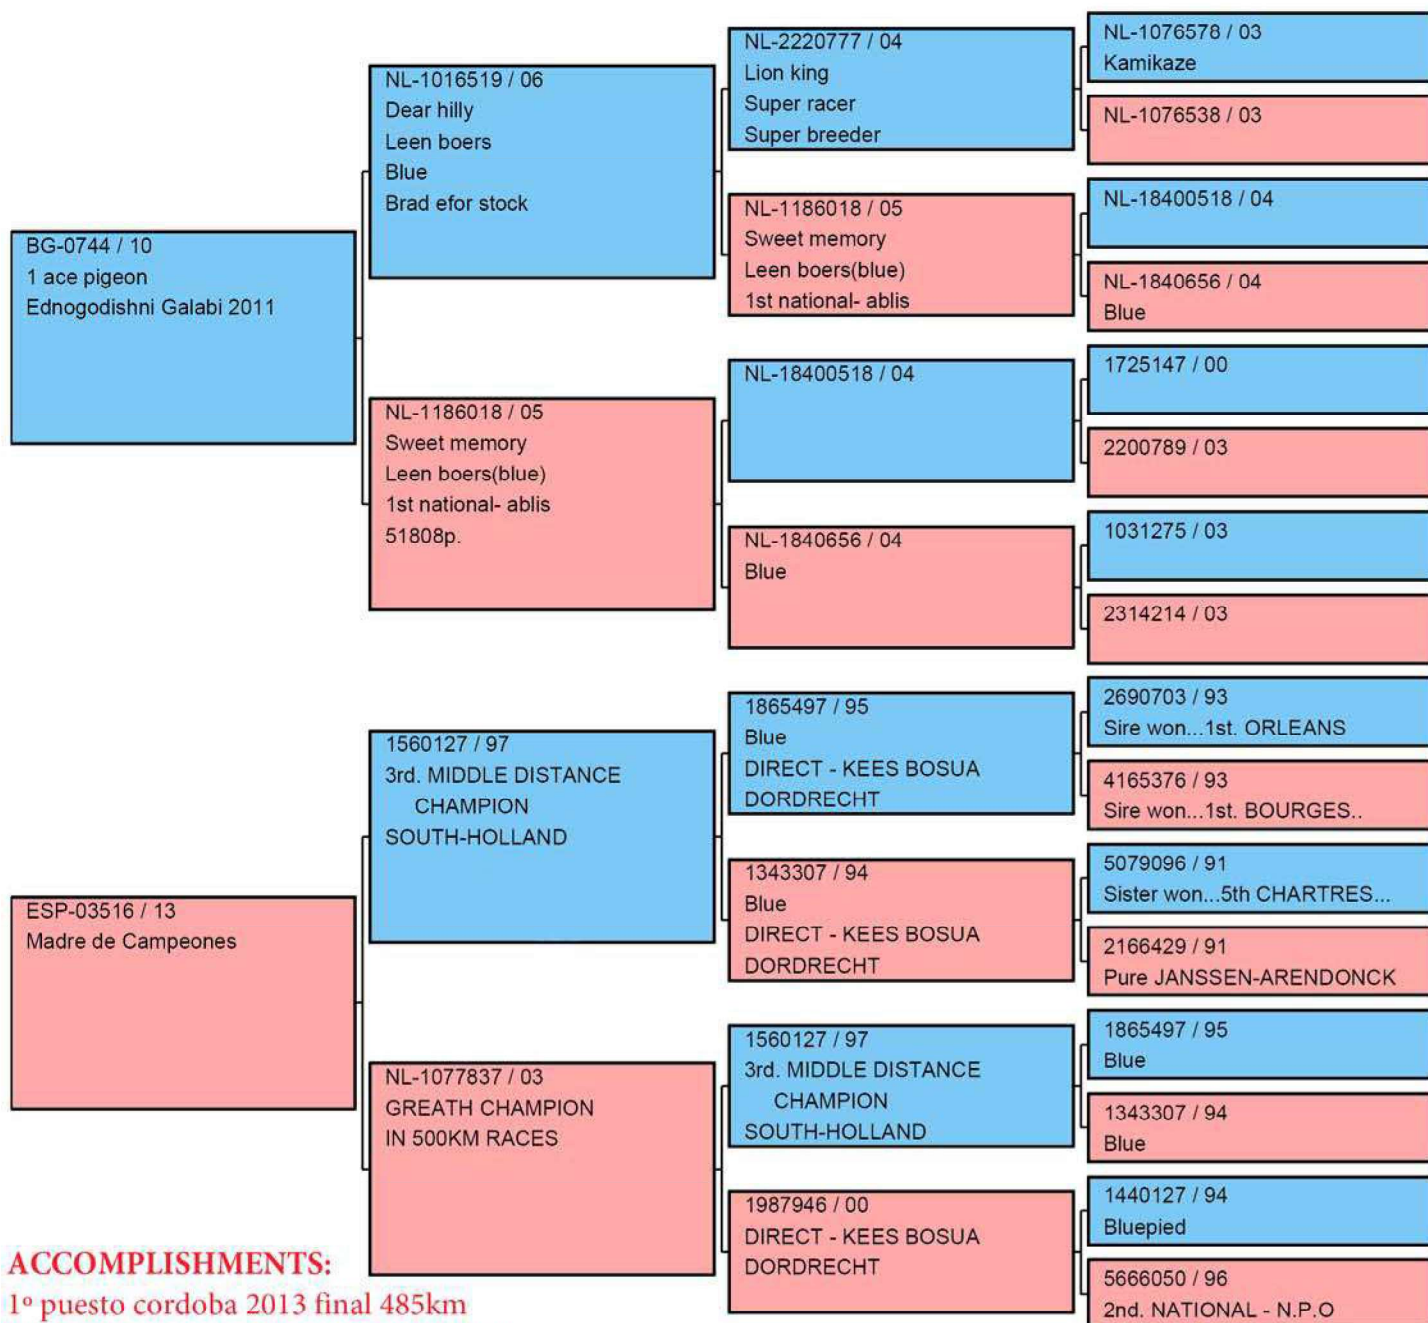 BG-0744 / 10
1 ace pigeon
Ednogodishni Galabi 2011
ESP-03516 / 13
Madre de Campeones
NL-1016519 / 06
Dear hilly
Leen boers
Blue
Brad efor stock
NL-1186018 / 05
Sweet memory
Leen boers(blue)
1st national- ablis
51808p.
1560127 / 97
3rd. MIDDLE DISTANCE
CHAMPION
SOUTH-HOLLAND
NL-1077837 / 03
GREATH CHAMPION
IN 500KM RACES
NL-2220777 / 04
Lion king
Super racer
Super breeder
NL-1186018 / 05
Sweet memory
Leen boers(blue)
1st national- ablis
NL-18400518 / 04
NL-1840656 / 04
Blue
1865497 / 95
Blue
DIRECT - KEES BOSUA
DORDRECHT
1343307 / 94
Blue
DIRECT - KEES BOSUA
DORDRECHT
1560127 / 97
3rd. MIDDLE DISTANCE
CHAMPION
SOUTH-HOLLAND
1987946 / 00
DIRECT - KEES BOSUA
DORDRECHT
NL-1076578 / 03
Kamikaze
NL-1076538 / 03
NL-18400518 / 04
NL-1840656 / 04
Blue
1725147 / 00
2200789 / 03
1031275 / 03
2314214 / 03
2690703 / 93
Sire won...1st. ORLEANS
4165376 / 93
Sire won...1st. BOURGES..
5079096 / 91
Sister won...5th CHARTRES...
2166429 / 91
Pure JANSSEN-ARENDONCK
1865497 / 95
Blue
1343307 / 94
Blue
1440127 / 94
Bluepied
5666050 / 96
2nd. NATIONAL - N.P.O
ACCOMPLISHMENTS:
1º puesto cordoba 2013 final 485km